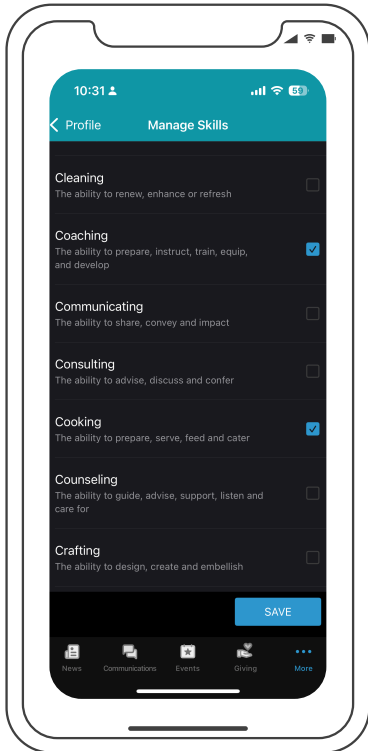 10:31
59
Profile
Manage Skills
Cleaning
The ability to renew, enhance or refresh
Coaching
The ability to prepare, instruct, train, equip,
and develop
Communicating
The ability to share, convey and impact
Consulting
The ability to advise, discuss and confer
Cooking
The ability to prepare, serve, feed and cater
Counseling
The ability to guide, advise, support, listen and
care for
Crafting
The ability to design, create and embellish
SAVE
News
Communications
Events
Giving
More